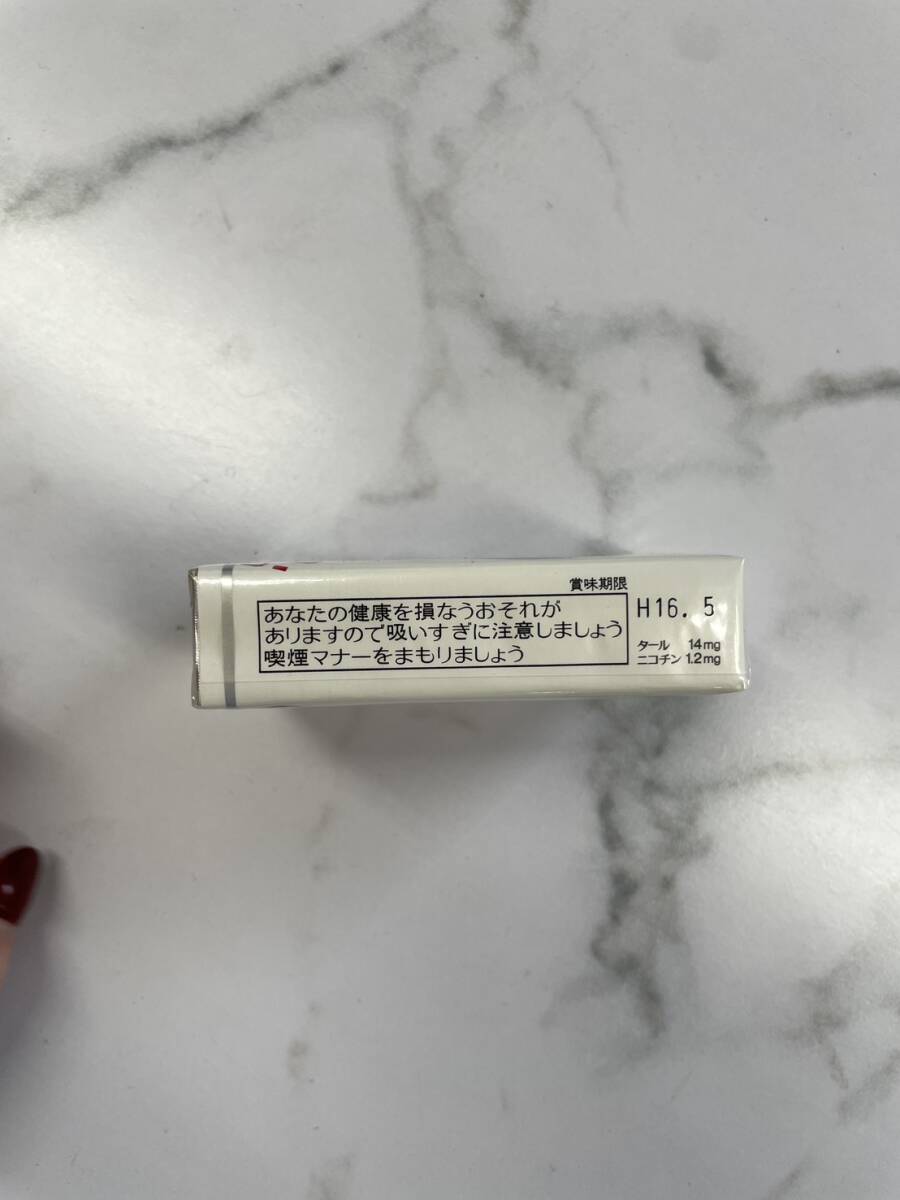 賞味期限
H16. 5
あなたの健康を損なうおそれが
ありますので吸いすぎに注意しましょう
喫煙マナーをまもりましょう
タール 14mg
ニコチン 1.2mg